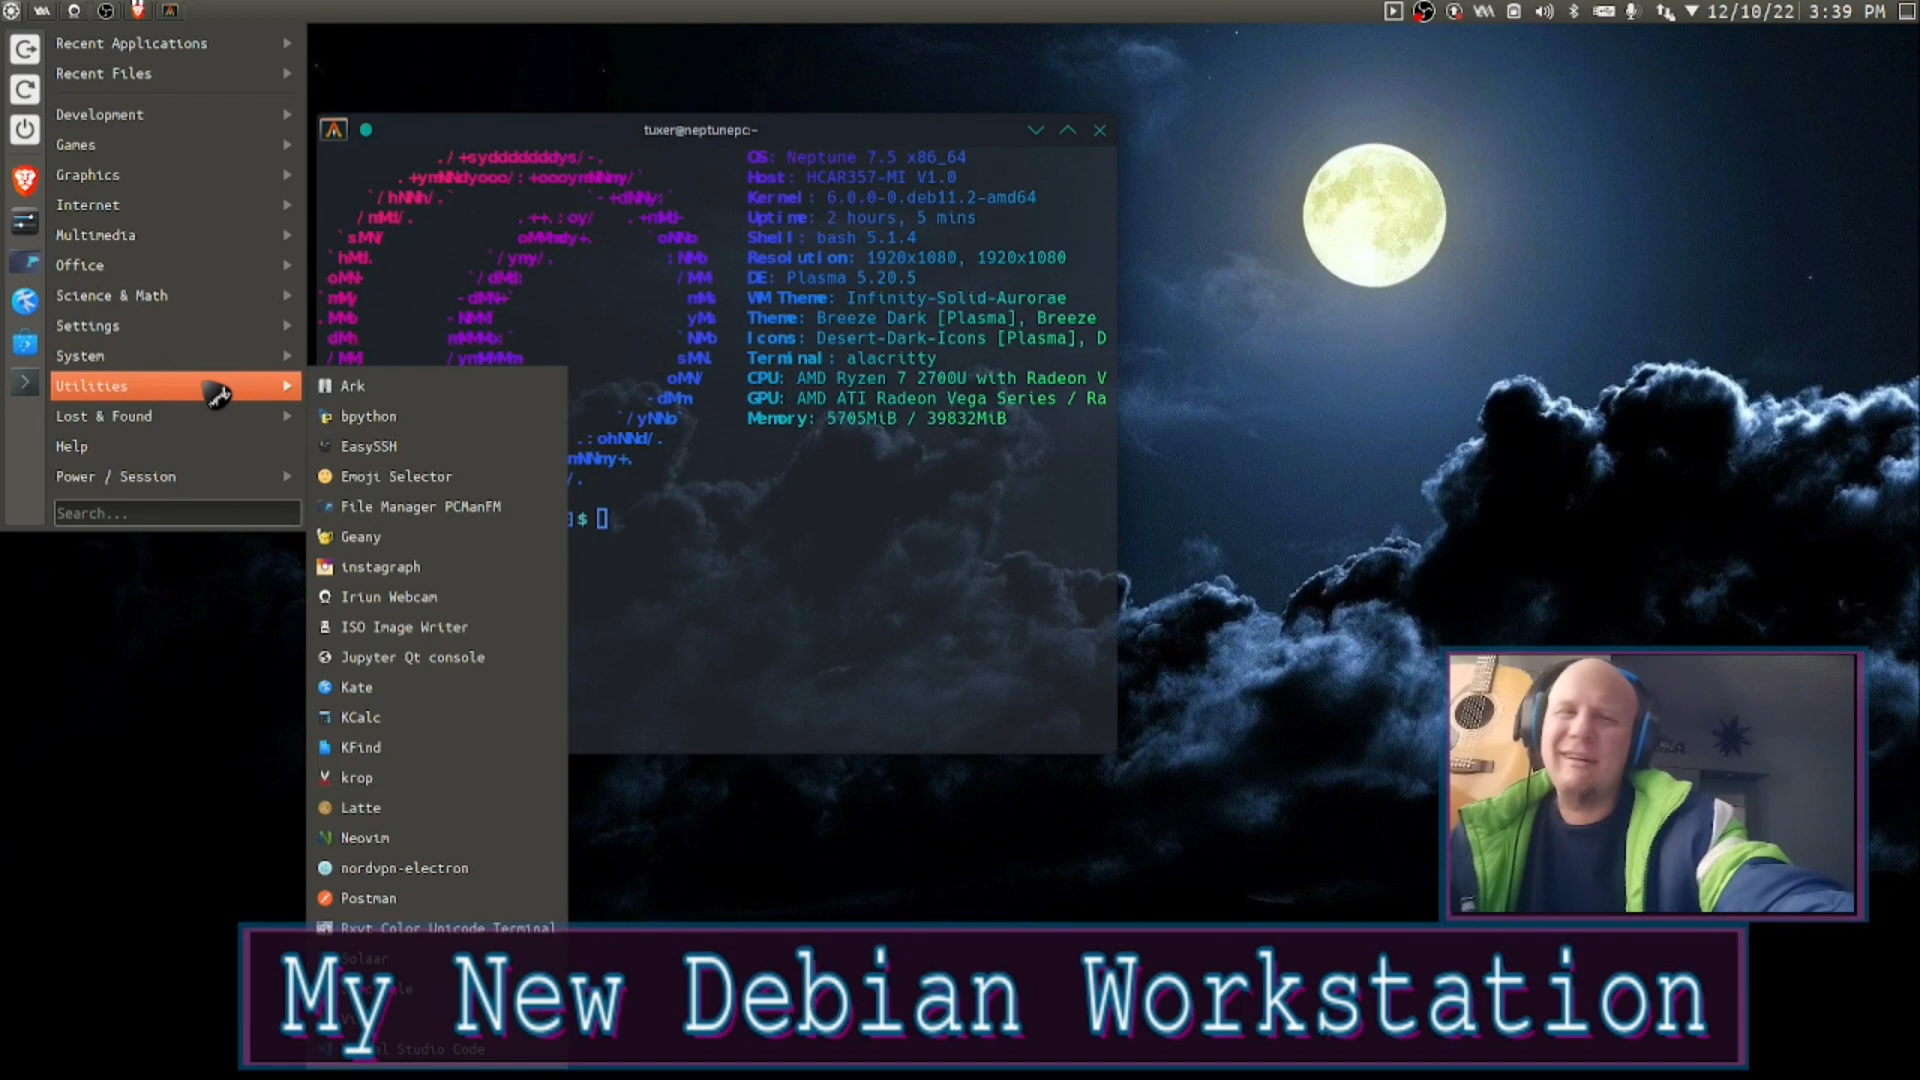 12/10/22 3:39 PM
Recent Applications
Recent Files
Development
Games
Graphics
Internet
Multimedia
Office
Science & Math
Settings
System
Utilities
Lost & Found
Help
Power / Session
Search...
Ark
bpython
EasySSH
Emoji Selector
File Manager PCManFM
Geany
instagraph
Iriun Webcam
ISO Image Writer
Jupyter Qt console
Kate
KCalc
KFind
krop
Latte
Neovim
nordvpn-electron
Postman
Rxvt Color Unicode Terminal
Solaar
Studio Code
tuxer@neptunepc:~
OS: Neptune 7.5 x86_64
Host: HCAR357-MI V1.0
Kernel: 6.0.0-0.deb11.2-amd64
Uptime: 2 hours, 5 mins
Shell: bash 5.1.4
Resolution: 1920x1080, 1920x1080
DE: Plasma 5.20.5
WM Theme: Infinity-Solid-Aurorae
Theme: Breeze Dark [Plasma], Breeze
Icons: Desert-Dark-Icons [Plasma], D
Terminal: alacritty
CPU: AMD Ryzen 7 2700U with Radeon V
GPU: AMD ATI Radeon Vega Series / Ra
Memory: 5705MiB / 39832MiB
$
My New Debian Workstation